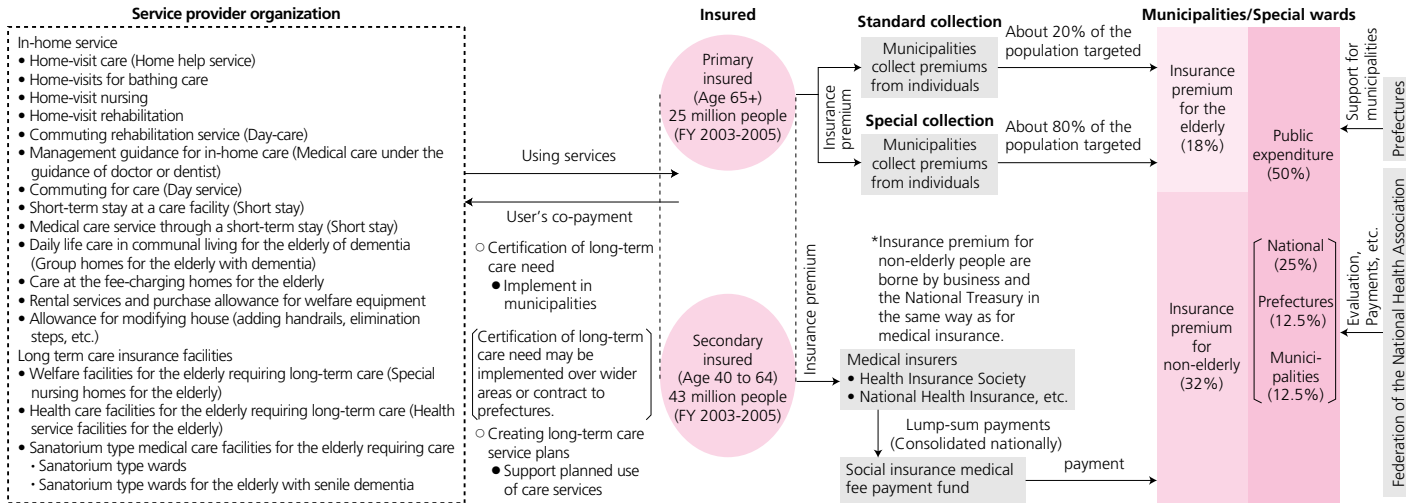 Service provider organization
In-home service
• Home-visit care (Home help service)
• Home-visits for bathing care
• Home-visit nursing
• Home-visit rehabilitation
• Commuting rehabilitation service (Day-care)
• Management guidance for in-home care (Medical care under the
guidance of doctor or dentist)
• Commuting for care (Day service)
• Short-term stay at a care facility (Short stay)
• Medical care service through a short-term stay (Short stay)
• Daily life care in communal living for the elderly of dementia
(Group homes for the elderly with dementia)
• Care at the fee-charging homes for the elderly
• Rental services and purchase allowance for welfare equipment
• Allowance for modifying house (adding handrails, elimination
steps, etc.)
Long term care insurance facilities
• Welfare facilities for the elderly requiring long-term care (Special
nursing homes for the elderly)
• Health care facilities for the elderly requiring long-term care (Health
service facilities for the elderly)
• Sanatorium type medical care facilities for the elderly requiring care
・Sanatorium type wards
・Sanatorium type wards for the elderly with senile dementia
Using services
User's co-payment
○ Certification of long-term
care need
● Implement in
municipalities
Certification of long-term
care need may be
implemented over wider
areas or contract to
prefectures.
○ Creating long-term care
service plans
● Support planned use
of care services
Insured
Primary
insured
(Age 65+)
25 million people
(FY 2003-2005)
Secondary
insured
(Age 40 to 64)
43 million people
(FY 2003-2005)
Insurance
premium
Insurance premium
Standard collection
Municipalities
collect premiums
from individuals
About 20% of the
population targeted
Special collection
Municipalities
collect premiums
from individuals
About 80% of the
population targeted
*Insurance premium for
non-elderly people are
borne by business and
the National Treasury in
the same way as for
medical insurance.
Medical insurers
• Health Insurance Society
• National Health Insurance, etc.
Lump-sum payments
(Consolidated nationally)
Social insurance medical
fee payment fund
payment
Municipalities/Special wards
Insurance
premium
for the
elderly
(18%)
Insurance
premium
for
non-elderly
(32%)
Public
expenditure
(50%)
National
(25%)
Prefectures
(12.5%)
Munici-
palities
(12.5%)
Support for
municipalities
Prefectures
Evaluation,
Payments, etc.
Federation of the National Health Association